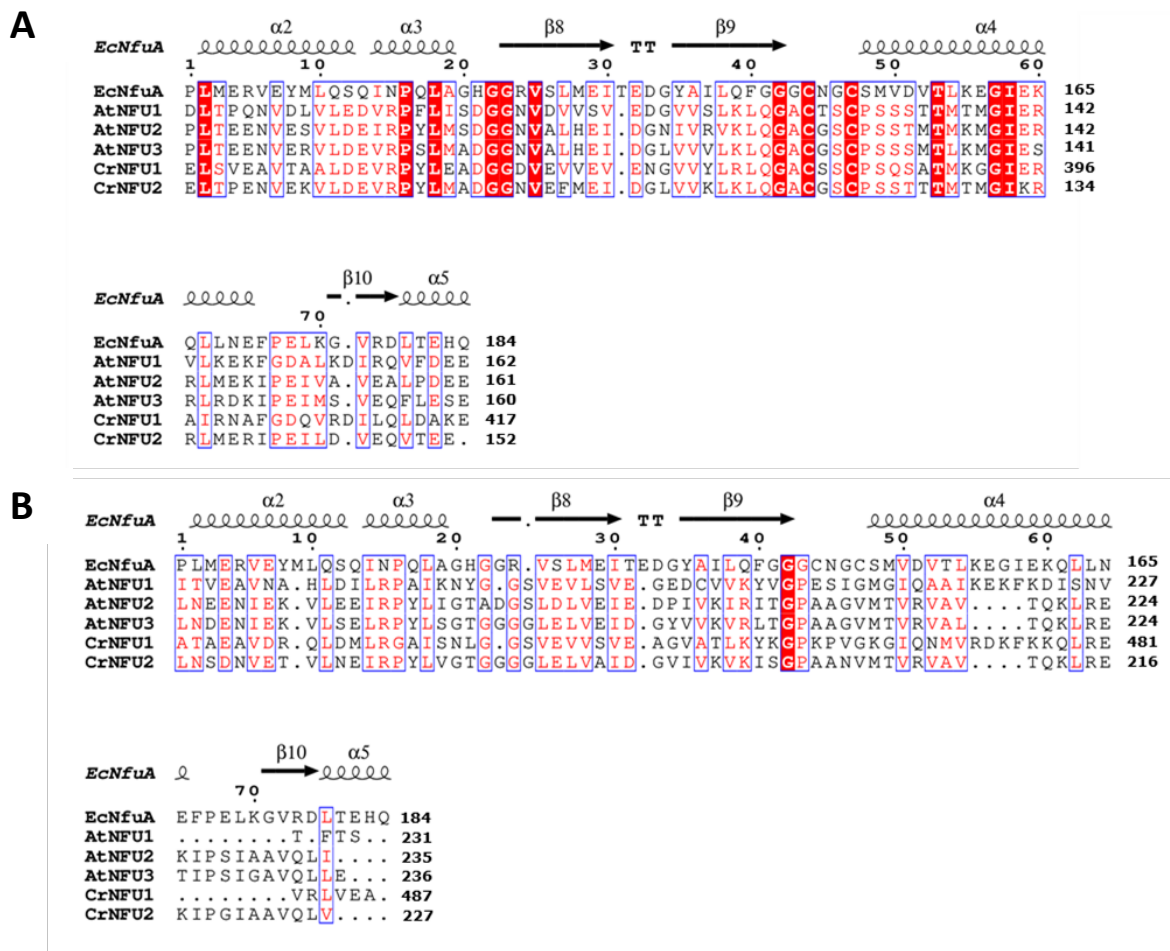 A
α2 α3 β8 β9 α4
EcNfuA TT
1 10 20 30 40 50 60
EcNfuA PLMERVEYMLQSQINPQLAGHGGRVSLMEITEDGYAILQFGGGCNGCSMVDVTLKEGIEK 165
AtNFU1 DLTPQNVDLVLEDVRPFLISDGGNVDVVSV.EDGVVSLKLQGACTSCPSSSTTMTMGIER 142
AtNFU2 PLTEENVESVLDEIRPYLMSDGGNVALHEI.DGNIVRVKLQGACGSCPSSTMTMKMGIER 142
AtNFU3 PLTEENVERVLDEVRPSLMADGGNVALHEI.DGLVVVLKLQGACGSCPSSSMTLKMGIES 141
CrNFU1 ELSVEAVTAALDEVRPYLEADGGDVEVVEV.EDGVVYLRLQGACSSCPSQSTAMKGGIER 396
CrNFU2 ELTPENVEKVLDEVRPYLMADGGNVEFMEI.DGLVVKLKLQGACGSCPSSTTTMTMGIKR 134
β10 α5
EcNfuA
70
EcNfuA QLLNEFPELKG.VRDLTEHQ 184
AtNFU1 VLKEKFGDALKDIRQVFDEE 162
AtNFU2 RLMEKIPEIVA.VEALPDEE 161
AtNFU3 RLRDKIPEIMS.VEQFLESE 160
CrNFU1 AIRNAFGDQVRDILQLDAKE 417
CrNFU2 RLMERIPEILD.VEQVTEE. 152
B
α2 α3 β8 β9 α4
EcNfuA TT
1 10 20 30 40 50 60
EcNfuA PLMERVEYMLQSQINPQLAGHGGR.VSLMEITEDGYAILQFGGGCNGCSMVDVTLKEGIEKQLLN 165
AtNFU1 ITVEAVNA.HLDILRPAIKNYG.GSVEVLSVE.GEDCVVKYVGPESIGMGIQAAIKEKFKDISNV 227
AtNFU2 LNEENIEK.VLEEIRPYLIGTADGSLDLVEIE.DPIVKIRITGPAAGVMTVRVAV....TQKLRE 224
AtNFU3 LNDENIEK.VLEEIRPYLSGTGGGGLELVEID.GYVVKVRLTGPAAGVMTVRVAL....TQKLRE 224
CrNFU1 ATAEAVDR.QLDMLRGAISNLG.GSVEVVSVE.AGVATLKYKGPKPVGKGIQNMVRDKFKKQLRE 481
CrNFU2 LNSDNVET.VLNEIRPYLVGTGGGGLELVAID.GVIVKVKISGPAANVMTVRVAV....TQKLRE 216
β10 α5
EcNfuA
70
EcNfuA EFPELKGVRDLTEHQ 184
AtNFU1 ........T.FTS.. 231
AtNFU2 KIPSIAAVQLI.... 235
AtNFU3 TIPSIGAVQLLE... 236
CrNFU1 ........VRLVEA. 487
CrNFU2 KIPGIAAVQLV.... 227